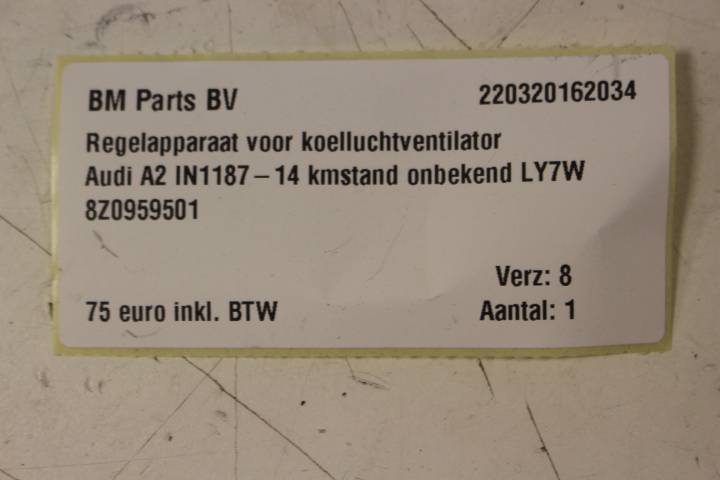 BM Parts BV 220320162034
Regelapparaat voor koelluchtventilator
Audi A2 IN1187 – 14 kmstand onbekend LY7W
8Z0959501
Verz: 8
75 euro inkl. BTW Aantal: 1